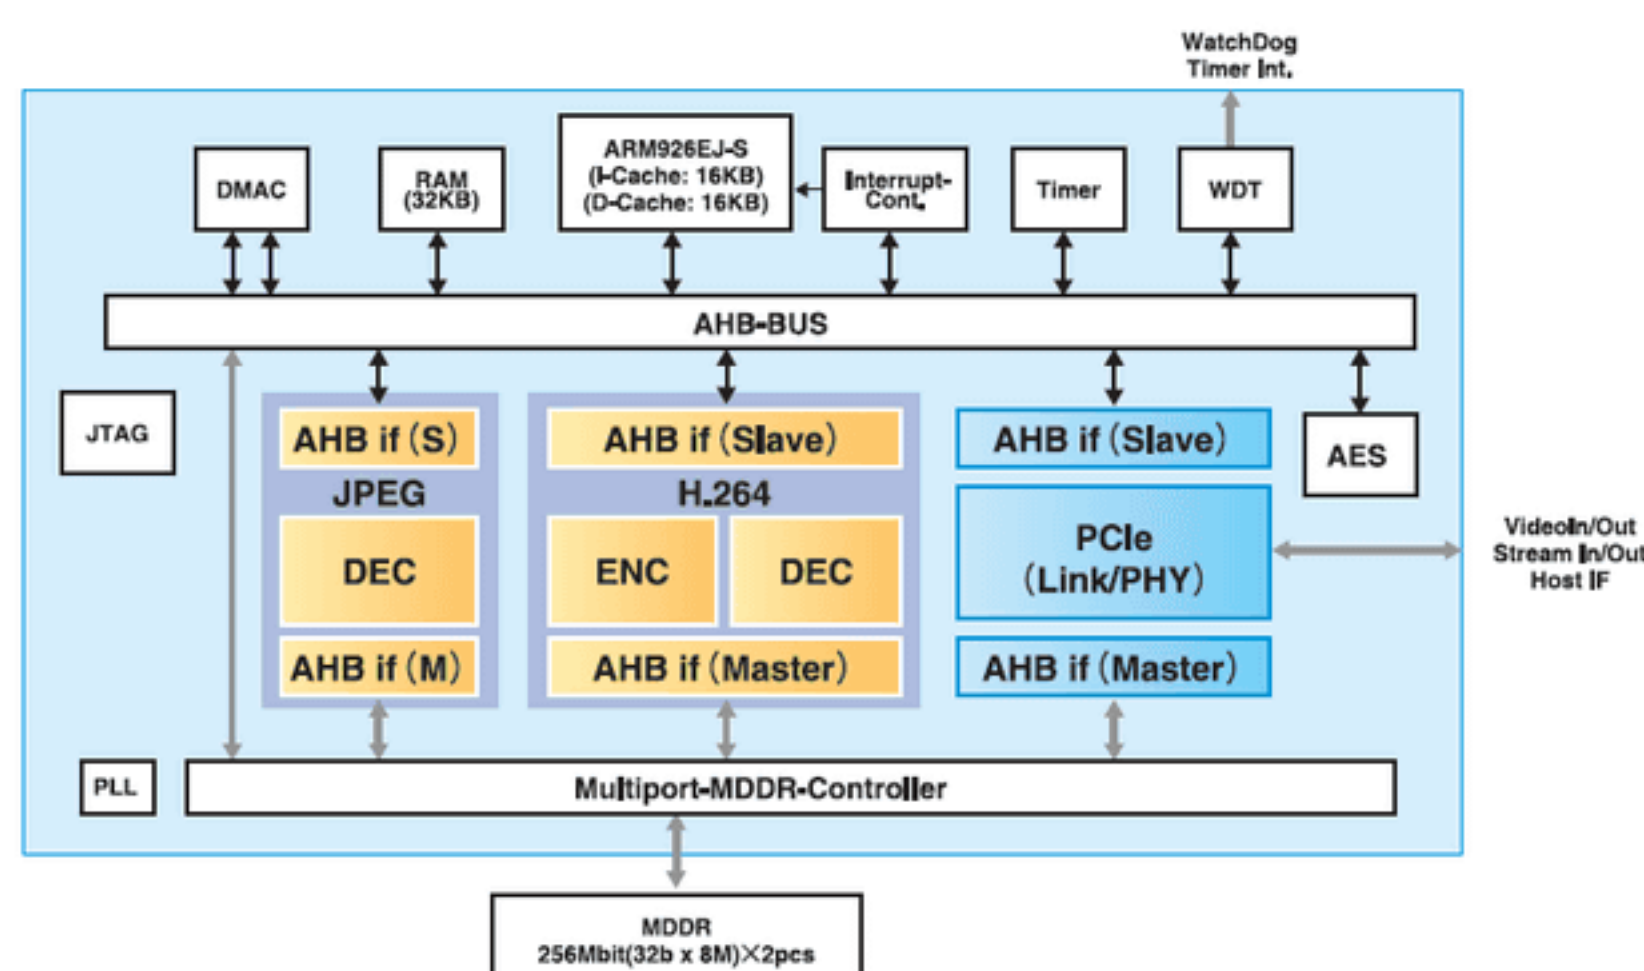 WatchDog
Timer Int.
DMAC
RAM
(32KB)
ARM926EJ-S
(I-Cache: 16KB)
(D-Cache: 16KB)
Interrupt-
Cont.
Timer
WDT
AHB-BUS
JTAG
AHB if (S)
JPEG
DEC
AHB if (M)
AHB if (Slave)
H.264
ENC
DEC
AHB if (Master)
AHB if (Slave)
PCIe
(Link/PHY)
AHB if (Master)
AES
VideoIn/Out
Stream In/Out
Host IF
PLL
Multiport-MDDR-Controller
MDDR
256Mbit(32b x 8M)×2pcs